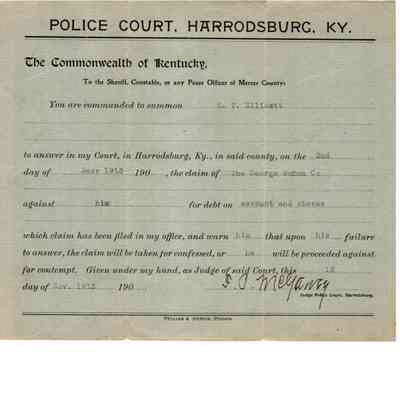 POLICE COURT, HARRODSBURG, KY.
The Commonwealth of Kentucky,
To the Sheriff, Constable, or any Peace Officer of Mercer County:
You are commanded to summon
to answer in my Court, in Harrodsburg, Ky., in said county, on the 2nd
day of 1913 190 , the claim of The George Co
against him for debt on account and
which claim has been filed in my office, and warn him that upon his failure
to answer, the claim will be taken for confessed, or he will be proceeded against
for contempt. Given under my hand, as Judge of said Court, this
day of Nov. 1913 190
Judge Police Court, Harrodsburg.